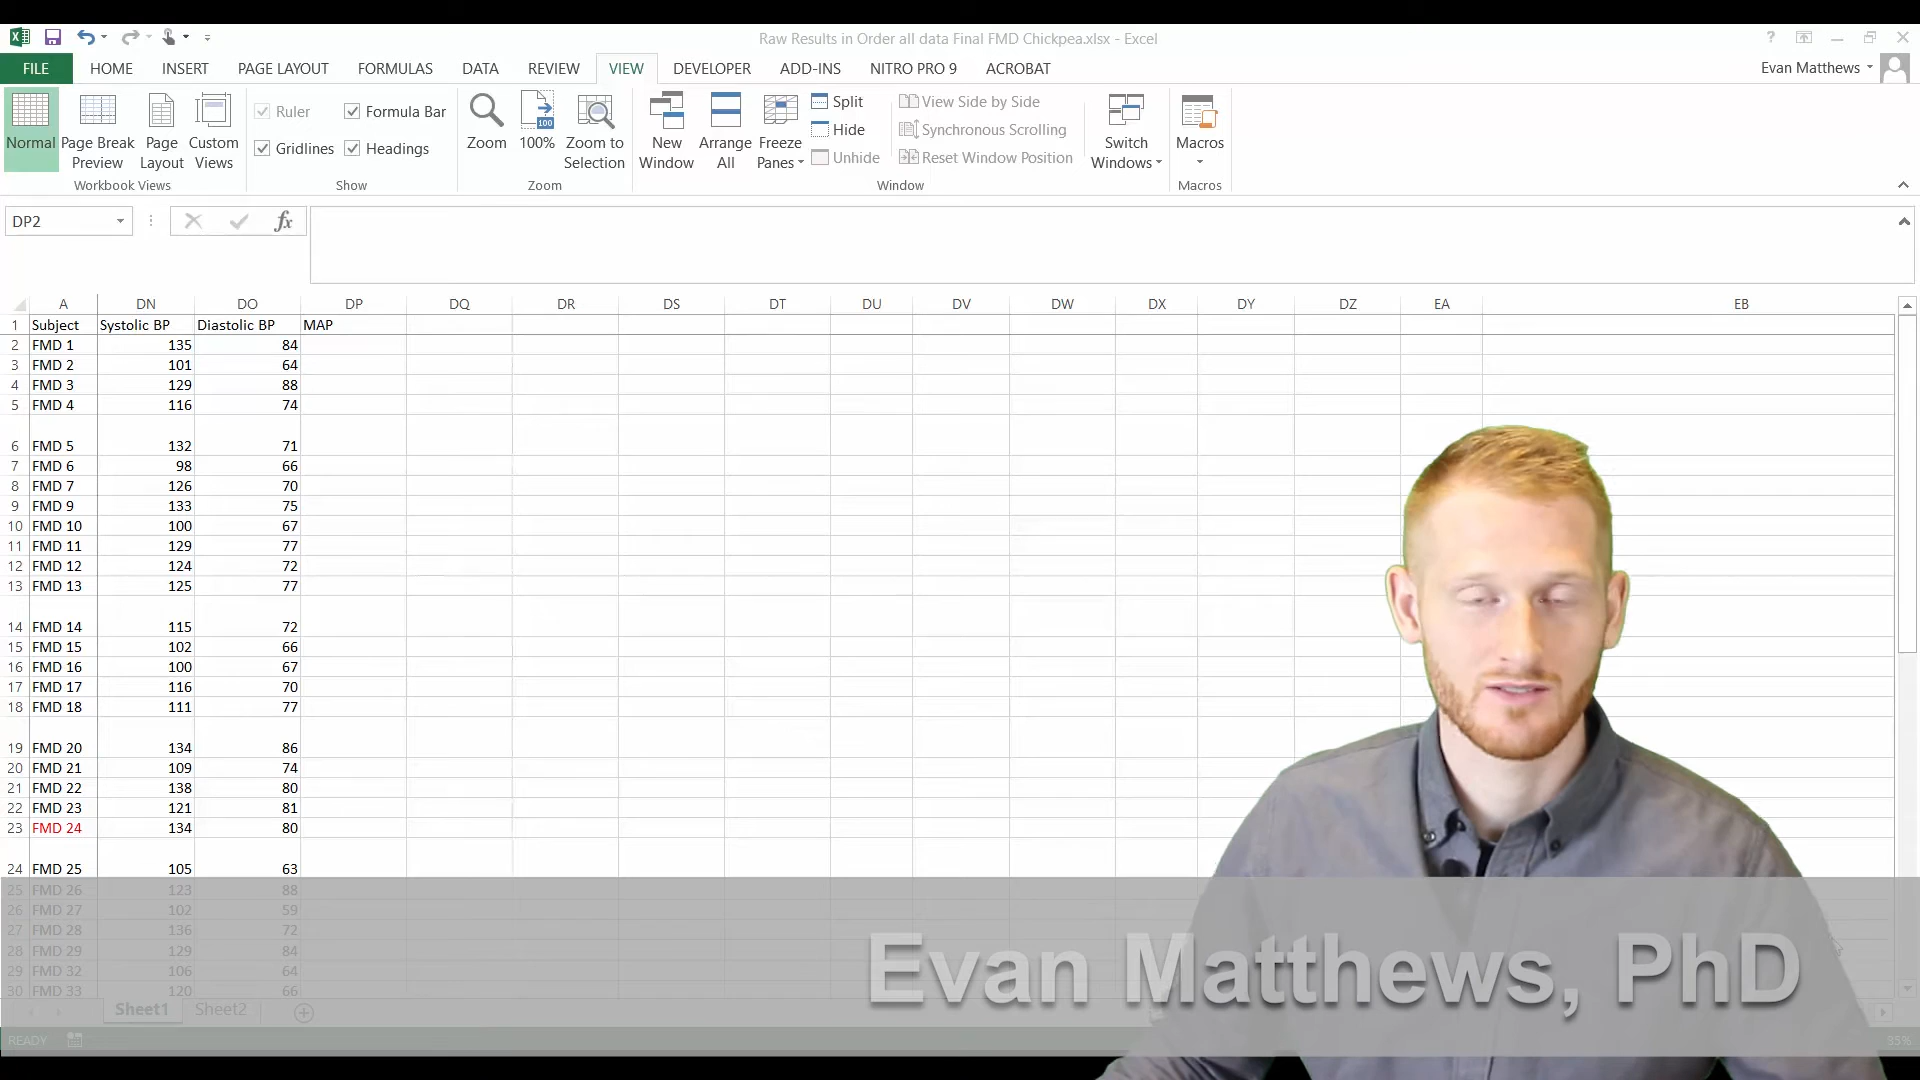 Raw Results in Order all data Final FMD Chickpea.xlsx - Excel
?
FILE HOME INSERT PAGE LAYOUT FORMULAS DATA REVIEW VIEW DEVELOPER ADD-INS NITRO PRO 9 ACROBAT Evan Matthews
Normal
Page Break Preview
Page Layout
Custom Views
Workbook Views
Ruler
Formula Bar
Gridlines
Headings
Show
Zoom
100
100%
Zoom to Selection
Zoom
New Window
Arrange All
Freeze Panes
Split
Hide
Unhide
View Side by Side
Synchronous Scrolling
Reset Window Position
Window
Switch Windows
Macros
Macros
DP2 fx
A DN DO DP DQ DR DS DT DU DV DW DX DY DZ EA EB
1 Subject Systolic BP Diastolic BP MAP
2 FMD 1 135 84
3 FMD 2 101 64
4 FMD 3 129 88
5 FMD 4 116 74
6 FMD 5 132 71
7 FMD 6 98 66
8 FMD 7 126 70
9 FMD 9 133 75
10 FMD 10 100 67
11 FMD 11 129 77
12 FMD 12 124 72
13 FMD 13 125 77
14 FMD 14 115 72
15 FMD 15 102 66
16 FMD 16 100 67
17 FMD 17 116 70
18 FMD 18 111 77
19 FMD 20 134 86
20 FMD 21 109 74
21 FMD 22 138 80
22 FMD 23 121 81
23 FMD 24 134 80
24 FMD 25 105 63
25 FMD 26 123 88
26 FMD 27 102 59
27 FMD 28 136 72
28 FMD 29 129 84
29 FMD 32 106 64
30 FMD 33 120 66
Evan Matthews, PhD
Sheet1 Sheet2
READY 85%